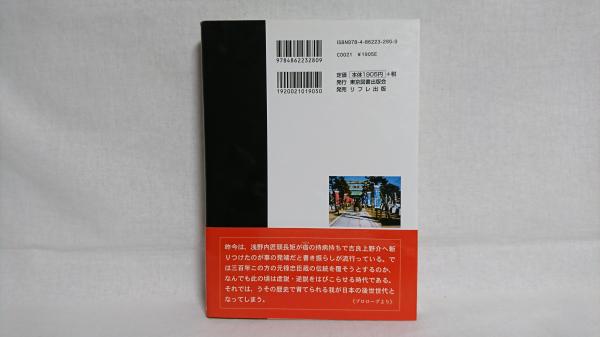 ISBN978-4-86223-280-9
C0021 ¥1905E
9784862232809
定価 本体1905円 +税
発行 東京図書出版会
発売 リフレ出版
1920021019050
昨今は、浅野内匠頭長矩が痞の持病持ちで吉良上野介へ斬
りつけたのが事の発端だと書き振らしが流行っている。で
は三百年この方の元禄忠臣蔵の伝統を覆そうとするのか、
なんでも此の頃は虚説・逆説をはびこらせる時代である。
それでは、うその歴史で育てられる我が日本の後世世代と
なってしまう。
（プロローグより）